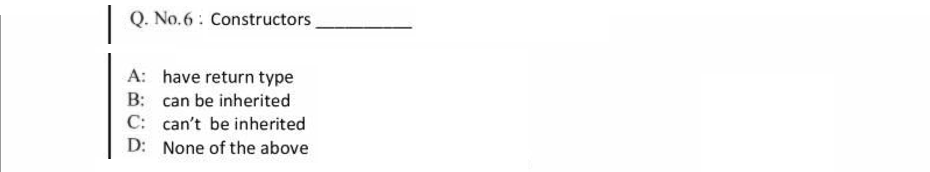 Q. No.6 : Constructors __________
A: have return type
B: can be inherited
C: can't be inherited
D: None of the above